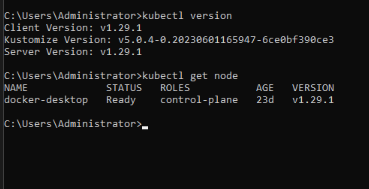 C:\Users\Administrator>kubectl version
Client Version: v1.29.1
Kustomize Version: v5.0.4-0.20230601165947-6ce0bf390ce3
Server Version: v1.29.1
C:\Users\Administrator>kubectl get node
NAME STATUS ROLES AGE VERSION
docker-desktop Ready control-plane 23d v1.29.1
C:\Users\Administrator>